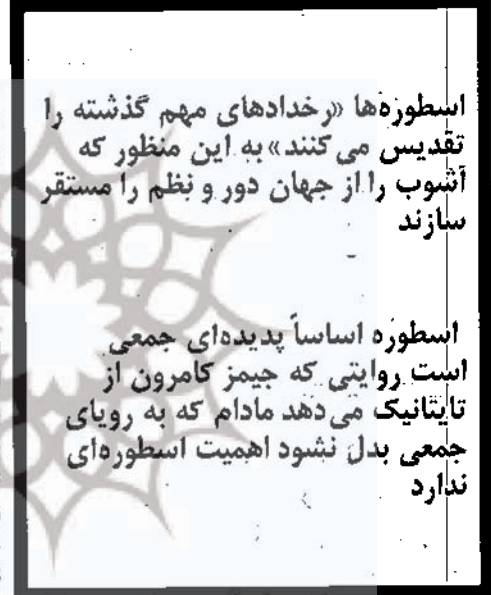 اسطوره‌ها «رخدادهای مهم گذشته را
تقدیس می‌کنند» به این منظور که
آشوب را از جهان دور و نظم را مستقر
سازند
اسطوره اساساً پدیده‌ای جمعی
است روایتی که جیمز کامرون از
تایتانیک می‌دهد مادام که به رویای
جمعی بدل نشود اهمیت اسطوره‌ای
ندارد